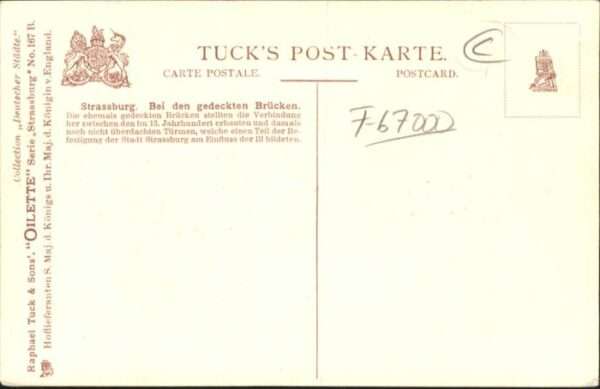 Collection „Deutscher Städte."
Raphael Tuck & Sons', "OILETTE" Serie „Strassburg" No. 167 B.
Hoflieferanten S. Maj. d. Königs u. Ihr. Maj. d. Königin v. England.
TUCK'S POST-KARTE.
CARTE POSTALE.
POSTCARD.
C
Strassburg. Bei den gedeckten Brücken.
Die ehemals gedeckten Brücken stellten die Verbindung
her zwischen den im 13. Jahrhundert erbauten und damals
noch nicht überdachten Türmen, welche einen Teil der Be-
festigung der Stadt Strassburg am Einfluss der Ill bildeten.
F-67000